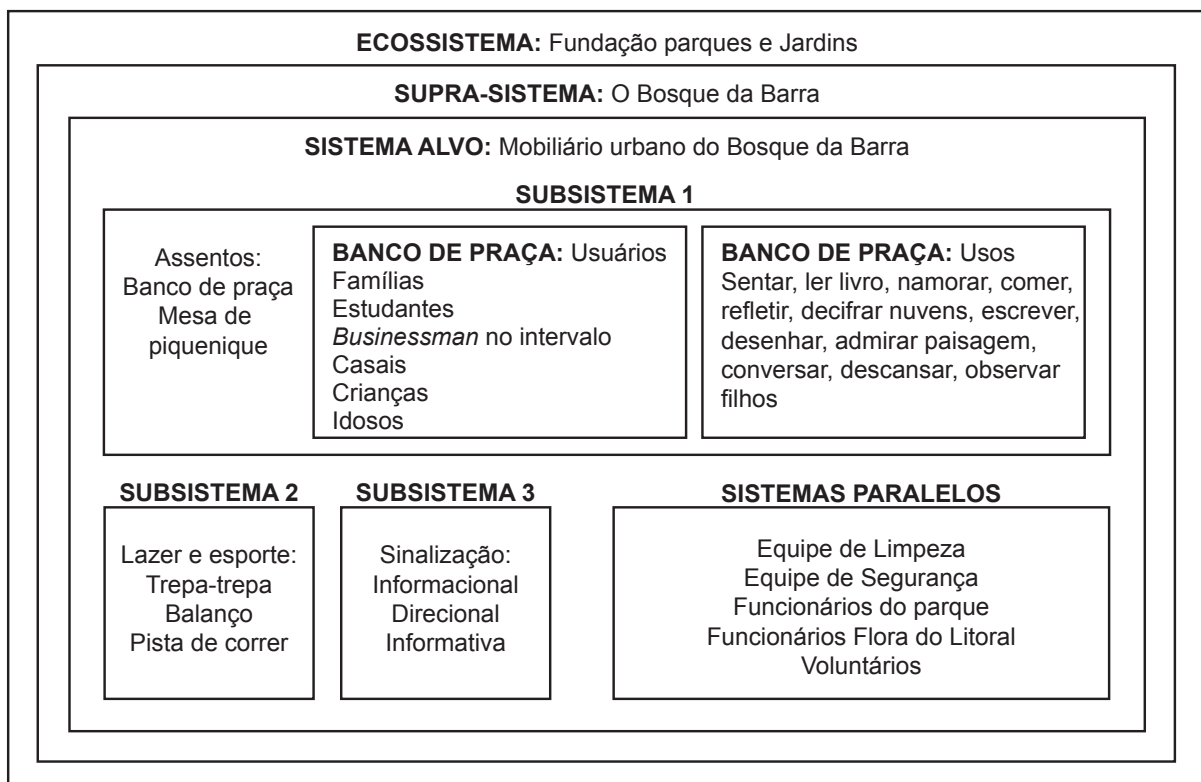 ECOSSISTEMA: Fundação parques e Jardins
SUPRA-SISTEMA: O Bosque da Barra
SISTEMA ALVO: Mobiliário urbano do Bosque da Barra
SUBSISTEMA 1
Assentos:
Banco de praça
Mesa de
piquenique
BANCO DE PRAÇA: Usuários
Famílias
Estudantes
Businessman no intervalo
Casais
Crianças
Idosos
BANCO DE PRAÇA: Usos
Sentar, ler livro, namorar, comer,
refletir, decifrar nuvens, escrever,
desenhar, admirar paisagem,
conversar, descansar, observar
filhos
SUBSISTEMA 2
Lazer e esporte:
Trepa-trepa
Balanço
Pista de correr
SUBSISTEMA 3
Sinalização:
Informacional
Direcional
Informativa
SISTEMAS PARALELOS
Equipe de Limpeza
Equipe de Segurança
Funcionários do parque
Funcionários Flora do Litoral
Voluntários